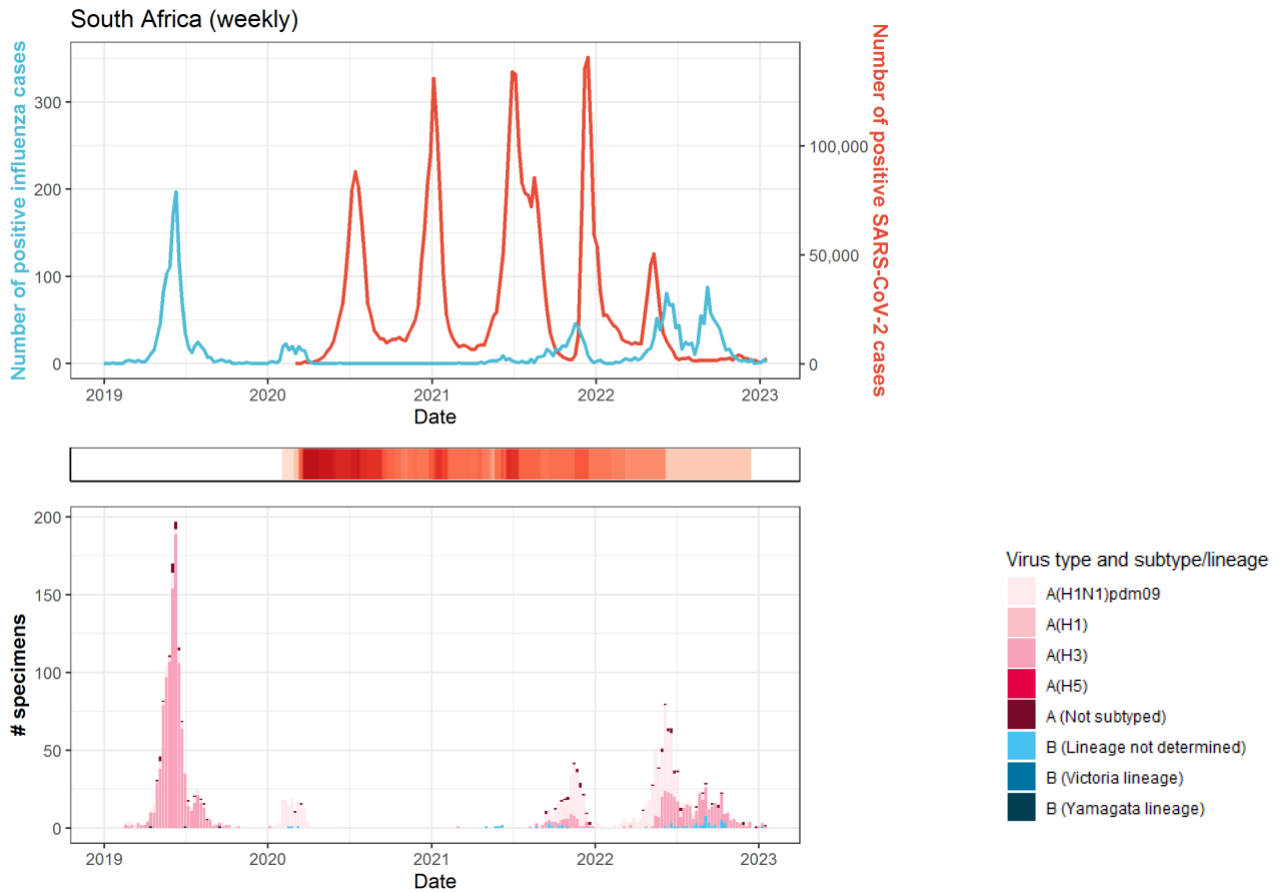 South Africa (weekly)
Number of positive influenza cases
300
200
100
0
Number of positive SARS-CoV-2 cases
100,000
50,000
0
2019
2020
2021
2022
2023
Date
# specimens
200
150
100
50
0
2019
2020
2021
2022
2023
Date
Virus type and subtype/lineage
A(H1N1)pdm09
A(H1)
A(H3)
A(H5)
A (Not subtyped)
B (Lineage not determined)
B (Victoria lineage)
B (Yamagata lineage)